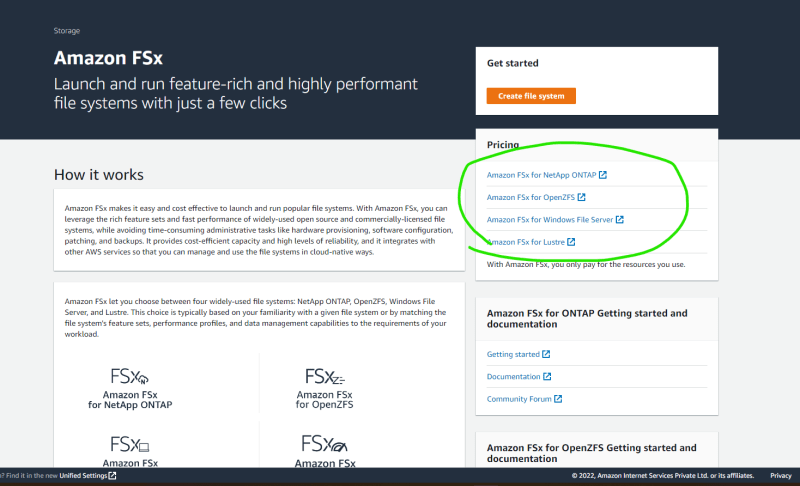 Storage
Amazon FSx
Launch and run feature-rich and highly performant
file systems with just a few clicks
Get started
Create file system
Pricing
Amazon FSx for NetApp ONTAP
Amazon FSx for OpenZFS
Amazon FSx for Windows File Server
Amazon FSx for Lustre
With Amazon FSx, you only pay for the resources you use.
How it works
Amazon FSx makes it easy and cost effective to launch and run popular file systems. With Amazon FSx, you can
leverage the rich feature sets and fast performance of widely-used open source and commercially-licensed file
systems, while avoiding time-consuming administrative tasks like hardware provisioning, software configuration,
patching, and backups. It provides cost-efficient capacity and high levels of reliability, and it integrates with
other AWS services so that you can manage and use the file systems in cloud-native ways.
Amazon FSx let you choose between four widely-used file systems: NetApp ONTAP, OpenZFS, Windows File
Server, and Lustre. This choice is typically based on your familiarity with a given file system or by matching the
file system's feature sets, performance profiles, and data management capabilities to the requirements of your
workload.
FSx N
Amazon FSx
for NetApp ONTAP
FSx Z
Amazon FSx
for OpenZFS
FSx
Amazon FSx
FSx
Amazon FSx
Amazon FSx for ONTAP Getting started and
documentation
Getting started
Documentation
Community Forum
Amazon FSx for OpenZFS Getting started and
documentation
? Find it in the new Unified Settings
© 2022, Amazon Internet Services Private Ltd. or its affiliates.
Privacy